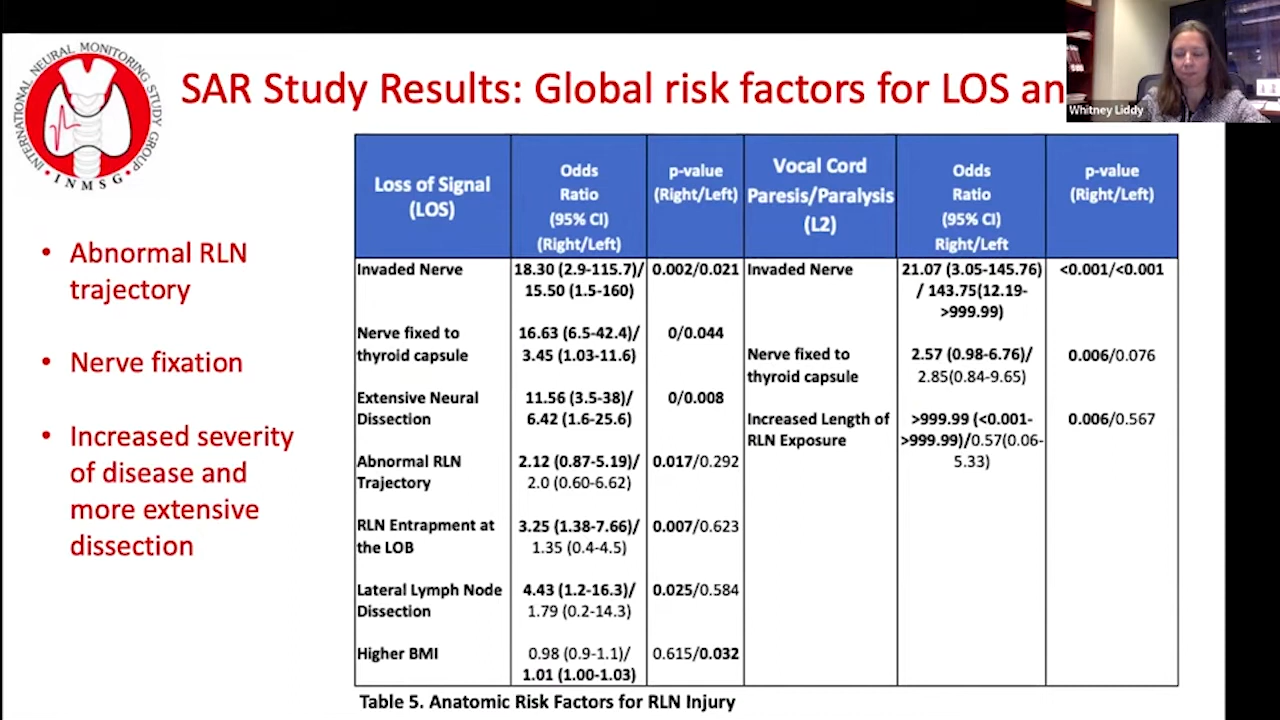 INTERNATIONAL NEURAL MONITORING STUDY GROUP
• INMSG •
SAR Study Results: Global risk factors for LOS an
Whitney Liddy
• Abnormal RLN
trajectory
• Nerve fixation
• Increased severity
of disease and
more extensive
dissection
Loss of Signal
(LOS)
Odds
Ratio
(95% CI)
(Right/Left)
p-value
(Right/Left)
Vocal Cord
Paresis/Paralysis
(L2)
Odds
Ratio
(95% CI)
Right/Left
p-value
(Right/Left)
Invaded Nerve
18.30 (2.9-115.7)/
15.50 (1.5-160)
0.002/0.021
Invaded Nerve
21.07 (3.05-145.76)
/ 143.75(12.19-
>999.99)
<0.001/<0.001
Nerve fixed to
thyroid capsule
16.63 (6.5-42.4)/
3.45 (1.03-11.6)
0/0.044
Nerve fixed to
thyroid capsule
2.57 (0.98-6.76)/
2.85(0.84-9.65)
0.006/0.076
Extensive Neural
Dissection
11.56 (3.5-38)/
6.42 (1.6-25.6)
0/0.008
Increased Length of
RLN Exposure
>999.99 (<0.001-
>999.99)/0.57(0.06-
5.33)
0.006/0.567
Abnormal RLN
Trajectory
2.12 (0.87-5.19)/
2.0 (0.60-6.62)
0.017/0.292
RLN Entrapment at
the LOB
3.25 (1.38-7.66)/
1.35 (0.4-4.5)
0.007/0.623
Lateral Lymph Node
Dissection
4.43 (1.2-16.3)/
1.79 (0.2-14.3)
0.025/0.584
Higher BMI
0.98 (0.9-1.1)/
1.01 (1.00-1.03)
0.615/0.032
Table 5. Anatomic Risk Factors for RLN Injury